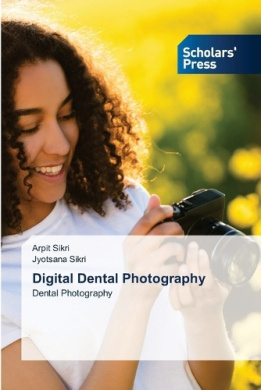 Scholars'
Press
Arpit Sikri
Jyotsana Sikri
Digital Dental Photography
Dental Photography